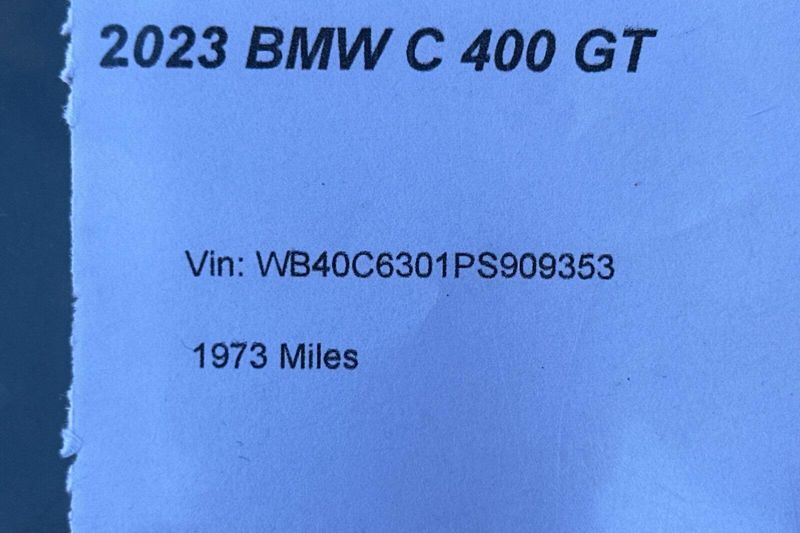 2023 BMW C 400 GT
Vin: WB40C6301PS909353
1973 Miles